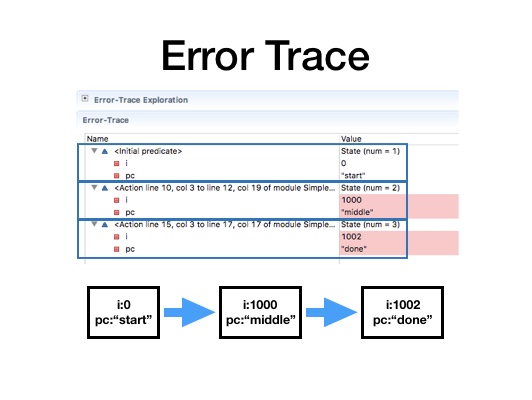 Error Trace
Error-Trace Exploration
Error-Trace
Name Value
<Initial predicate> State (num = 1)
i 0
pc "start"
<Action line 10, col 3 to line 12, col 19 of module Simple... State (num = 2)
i 1000
pc "middle"
<Action line 15, col 3 to line 17, col 17 of module Simple... State (num = 3)
i 1002
pc "done"
i:0 i:1000 i:1002
pc:“start” pc:“middle” pc:“done”